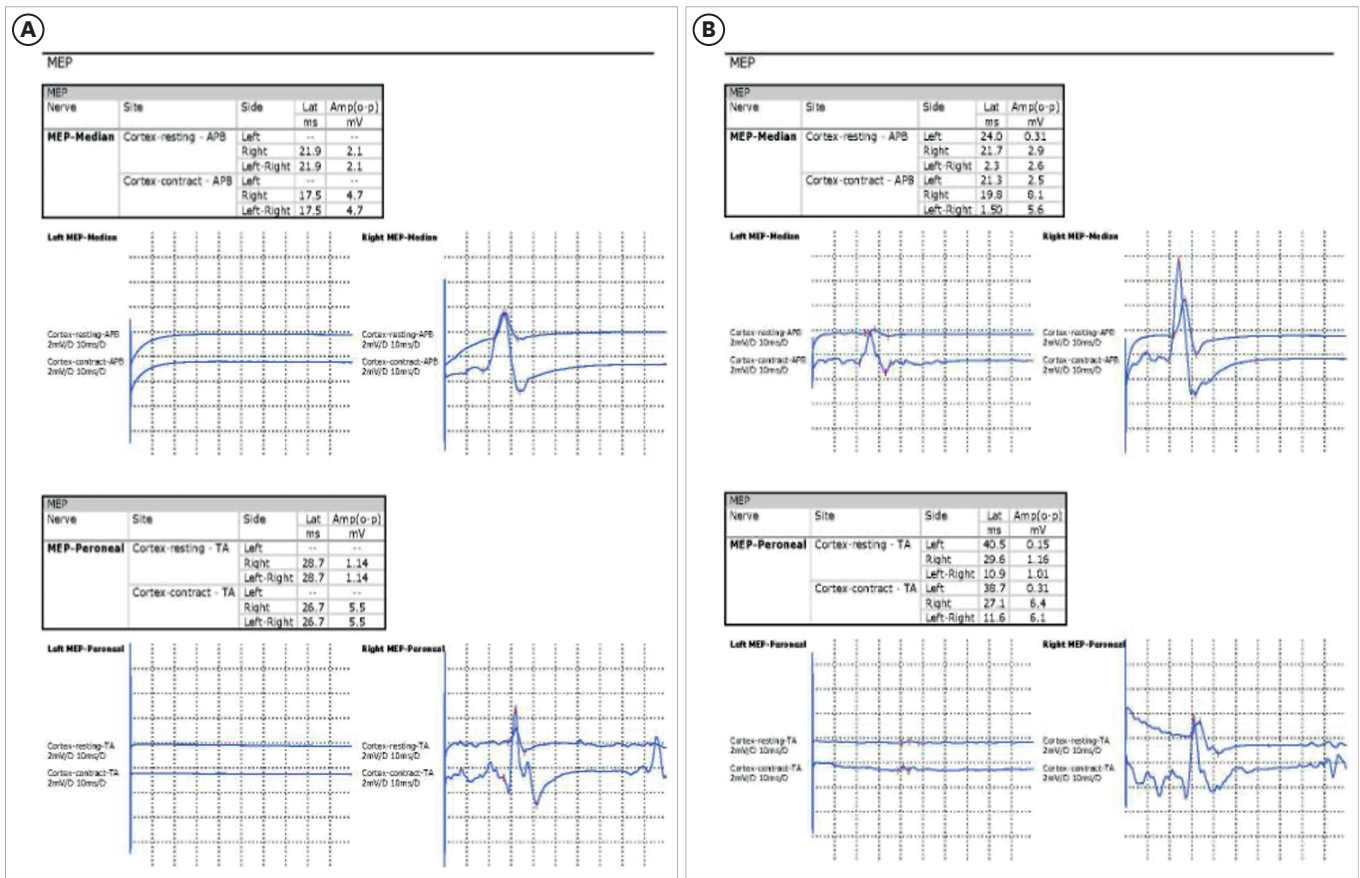 A
MEP
MEP
Nerve Site Side Lat Amp(o-p)
ms mV
MEP-Median Cortex-resting - APB Left -- --
Right 21.9 2.1
Left-Right 21.9 2.1
Cortex-contract - APB Left -- --
Right 17.5 4.7
Left-Right 17.5 4.7
Left MEP-Median
Cortex-resting-APB
2mV/D 10ms/D
Cortex-contract-APB
2mV/D 10ms/D
Right MEP-Median
Cortex-resting-APB
2mV/D 10ms/D
Cortex-contract-APB
2mV/D 10ms/D
MEP
Nerve Site Side Lat Amp(o-p)
ms mV
MEP-Peroneal Cortex-resting - TA Left -- --
Right 28.7 1.14
Left-Right 28.7 1.14
Cortex-contract - TA Left -- --
Right 26.7 5.5
Left-Right 26.7 5.5
Left MEP-Peroneal
Cortex-resting-TA
2mV/D 10ms/D
Cortex-contract-TA
2mV/D 10ms/D
Right MEP-Peroneal
Cortex-resting-TA
2mV/D 10ms/D
Cortex-contract-TA
2mV/D 10ms/D
B
MEP
MEP
Nerve Site Side Lat Amp(o-p)
ms mV
MEP-Median Cortex-resting - APB Left 24.0 0.31
Right 21.7 2.9
Left-Right 2.3 2.6
Cortex-contract - APB Left 21.3 2.5
Right 19.8 8.1
Left-Right 1.50 5.6
Left MEP-Median
Cortex-resting-APB
2mV/D 10ms/D
Cortex-contract-APB
2mV/D 10ms/D
Right MEP-Median
Cortex-resting-APB
2mV/D 10ms/D
Cortex-contract-APB
2mV/D 10ms/D
MEP
Nerve Site Side Lat Amp(o-p)
ms mV
MEP-Peroneal Cortex-resting - TA Left 40.5 0.15
Right 29.6 1.16
Left-Right 10.9 1.01
Cortex-contract - TA Left 38.7 0.31
Right 27.1 6.4
Left-Right 11.6 6.1
Left MEP-Peroneal
Cortex-resting-TA
2mV/D 10ms/D
Cortex-contract-TA
2mV/D 10ms/D
Right MEP-Peroneal
Cortex-resting-TA
2mV/D 10ms/D
Cortex-contract-TA
2mV/D 10ms/D